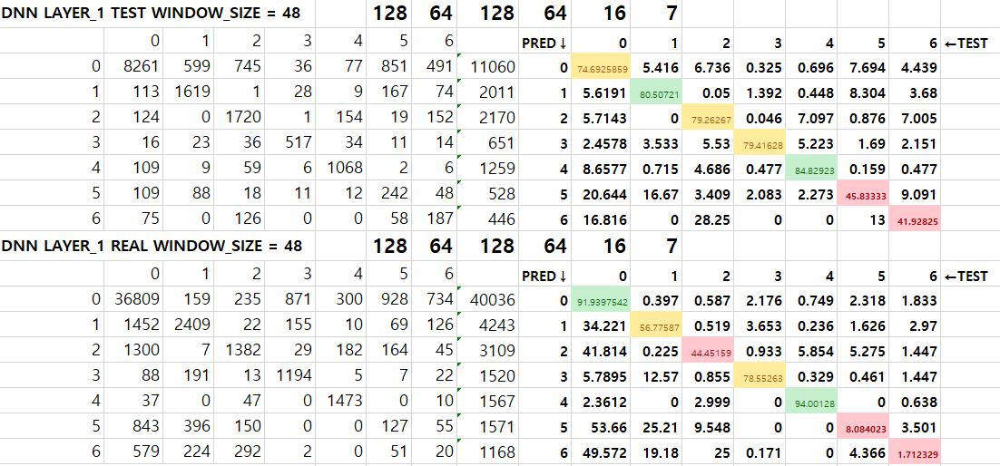 DNN LAYER_1 TEST WINDOW_SIZE = 48 128 64 128 64 16 7
0 1 2 3 4 5 6 PRED↓ 0 1 2 3 4 5 6 ←TEST
0 8261 599 745 36 77 851 491 11060 0 74.6925859 5.416 6.736 0.325 0.696 7.694 4.439
1 113 1619 1 28 9 167 74 2011 1 5.6191 80.50721 0.05 1.392 0.448 8.304 3.68
2 124 0 1720 1 154 19 152 2170 2 5.7143 0 79.26267 0.046 7.097 0.876 7.005
3 16 23 36 517 34 11 14 651 3 2.4578 3.533 5.53 79.41628 5.223 1.69 2.151
4 109 9 59 6 1068 2 6 1259 4 8.6577 0.715 4.686 0.477 84.82923 0.159 0.477
5 109 88 18 11 12 242 48 528 5 20.644 16.67 3.409 2.083 2.273 45.83333 9.091
6 75 0 126 0 0 58 187 446 6 16.816 0 28.25 0 0 13 41.92825
DNN LAYER_1 REAL WINDOW_SIZE = 48 128 64 128 64 16 7
0 1 2 3 4 5 6 PRED↓ 0 1 2 3 4 5 6 ←TEST
0 36809 159 235 871 300 928 734 40036 0 91.9397542 0.397 0.587 2.176 0.749 2.318 1.833
1 1452 2409 22 155 10 69 126 4243 1 34.221 56.77587 0.519 3.653 0.236 1.626 2.97
2 1300 7 1382 29 182 164 45 3109 2 41.814 0.225 44.45159 0.933 5.854 5.275 1.447
3 88 191 13 1194 5 7 22 1520 3 5.7895 12.57 0.855 78.55263 0.329 0.461 1.447
4 37 0 47 0 1473 0 10 1567 4 2.3612 0 2.999 0 94.00128 0 0.638
5 843 396 150 0 0 127 55 1571 5 53.66 25.21 9.548 0 0 8.084023 3.501
6 579 224 292 2 0 51 20 1168 6 49.572 19.18 25 0.171 0 4.366 1.712329